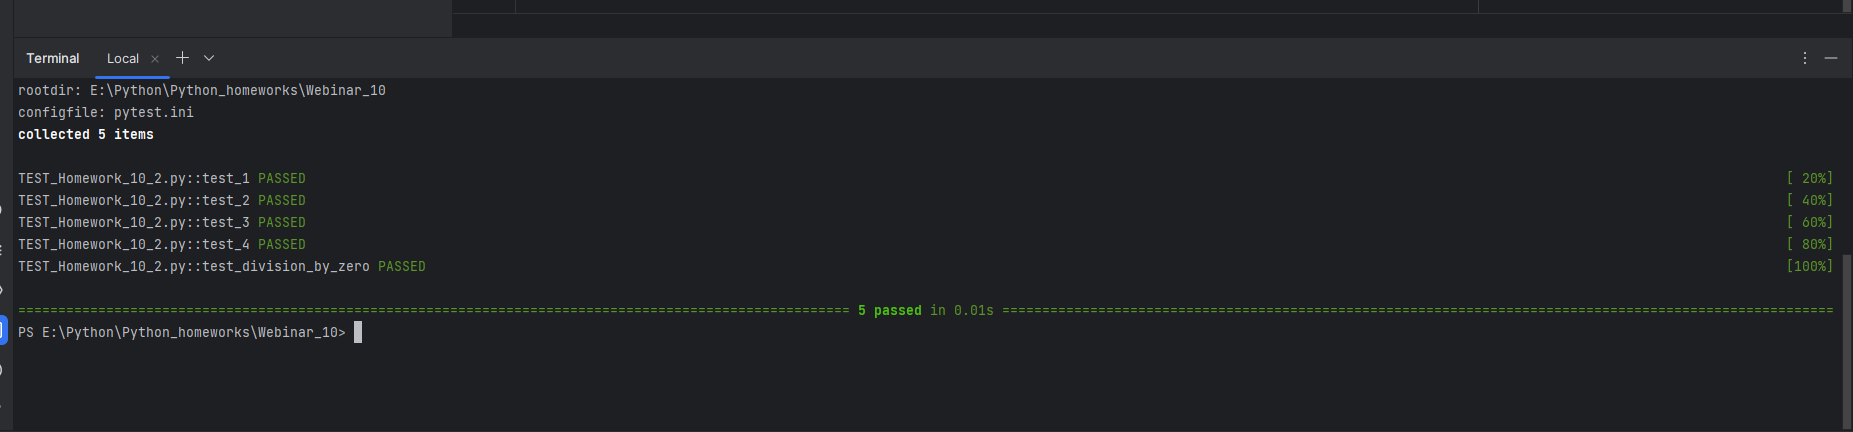 Terminal Local
rootdir: E:\Python\Python_homeworks\Webinar_10
configfile: pytest.ini
collected 5 items
TEST_Homework_10_2.py::test_1 PASSED [ 20%]
TEST_Homework_10_2.py::test_2 PASSED [ 40%]
TEST_Homework_10_2.py::test_3 PASSED [ 60%]
TEST_Homework_10_2.py::test_4 PASSED [ 80%]
TEST_Homework_10_2.py::test_division_by_zero PASSED [100%]
======================================================================================================== 5 passed in 0.01s ========================================================================================================
PS E:\Python\Python_homeworks\Webinar_10>